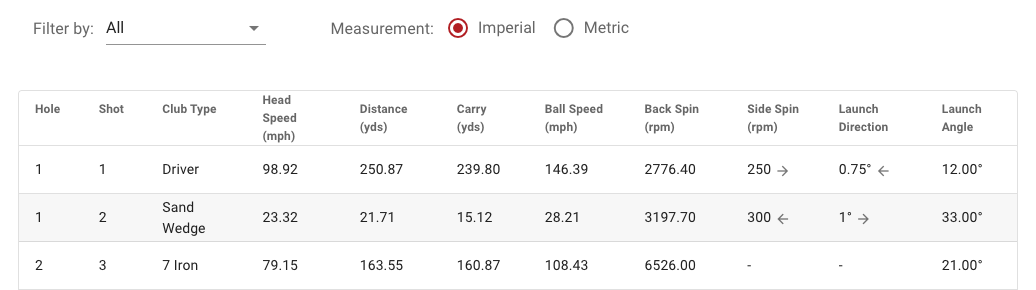 Filter by: All Measurement: Imperial Metric
Hole Shot Club Type Head Speed (mph) Distance (yds) Carry (yds) Ball Speed (mph) Back Spin (rpm) Side Spin (rpm) Launch Direction Launch Angle
1 1 Driver 98.92 250.87 239.80 146.39 2776.40 250 → 0.75° ← 12.00°
1 2 Sand Wedge 23.32 21.71 15.12 28.21 3197.70 300 ← 1° → 33.00°
2 3 7 Iron 79.15 163.55 160.87 108.43 6526.00 - - 21.00°